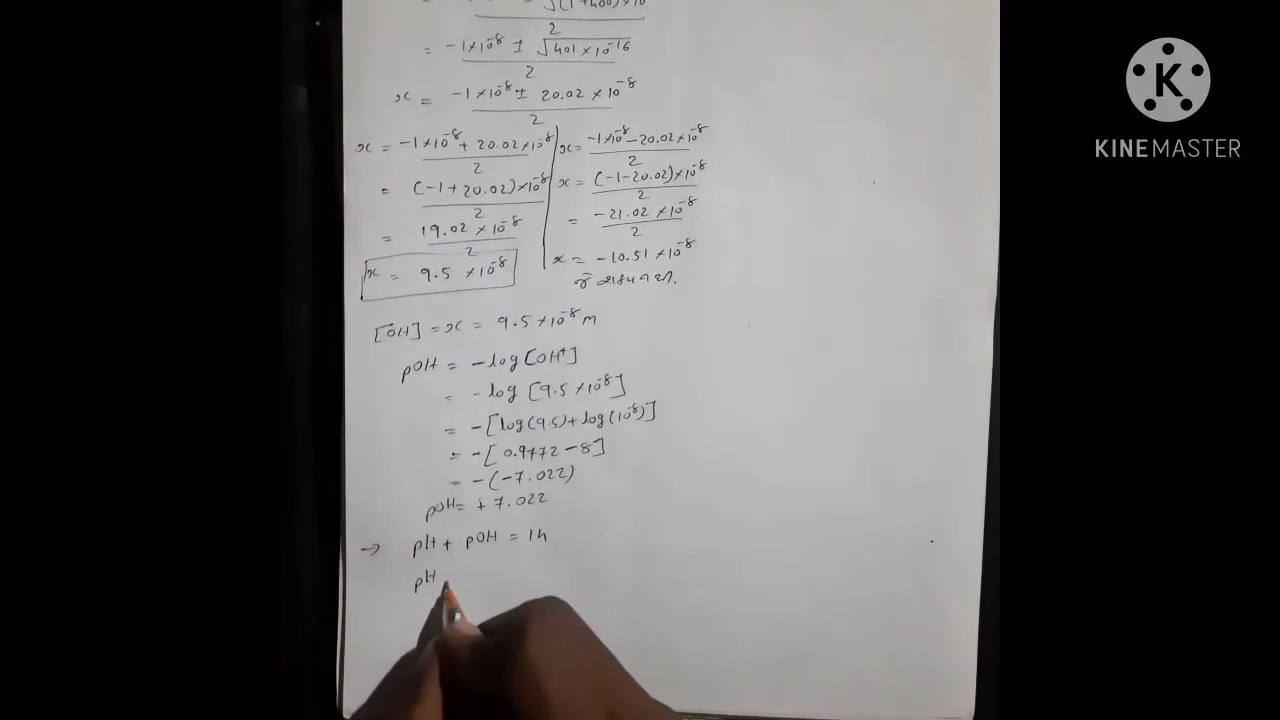 = √(1+400)×10
2
= -1×10⁻⁸ ± √401×10⁻¹⁶
2
x = -1×10⁻⁸ ± 20.02×10⁻⁸
2
x = -1×10⁻⁸ + 20.02×10⁻⁸
2
= (-1+20.02)×10⁻⁸
2
= 19.02×10⁻⁸
2
x = 9.5×10⁻⁸
x = -1×10⁻⁸ - 20.02×10⁻⁸
2
x = (-1-20.02)×10⁻⁸
2
= -21.02×10⁻⁸
2
x = -10.51×10⁻⁸
[OH] = x = 9.5×10⁻⁸ M
pOH = -log[OH⁺]
= -log[9.5×10⁻⁸]
= -[log(9.5)+log(10⁻⁸)]
= -[0.9772-8]
= -(-7.022)
pOH = +7.022
→ pH + pOH = 14
pH
K
KINEMASTER